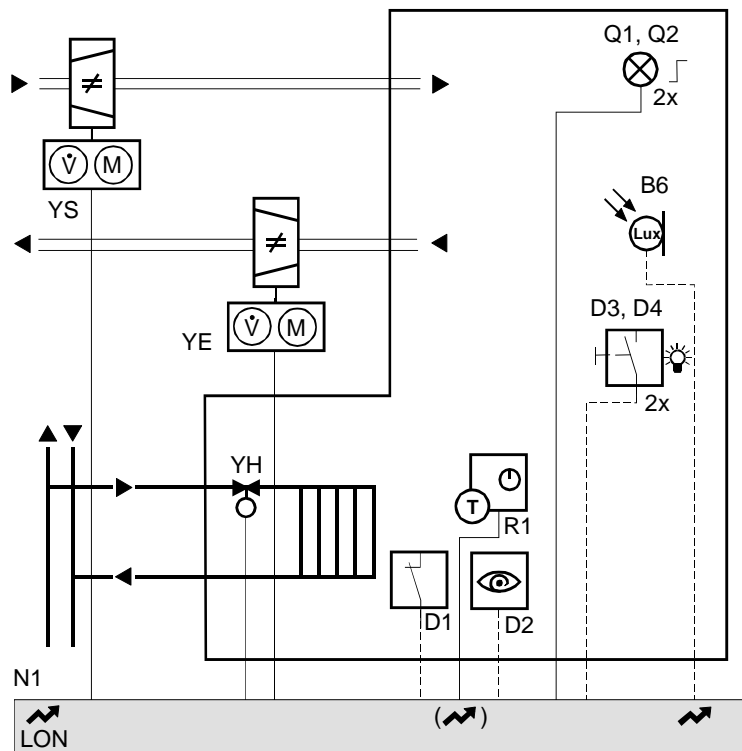 Q1, Q2
2x
V̇ M
YS
B6
Lux
D3, D4
V̇ M
YE
2x
YH
T
R1
D1
D2
N1
( )
LON